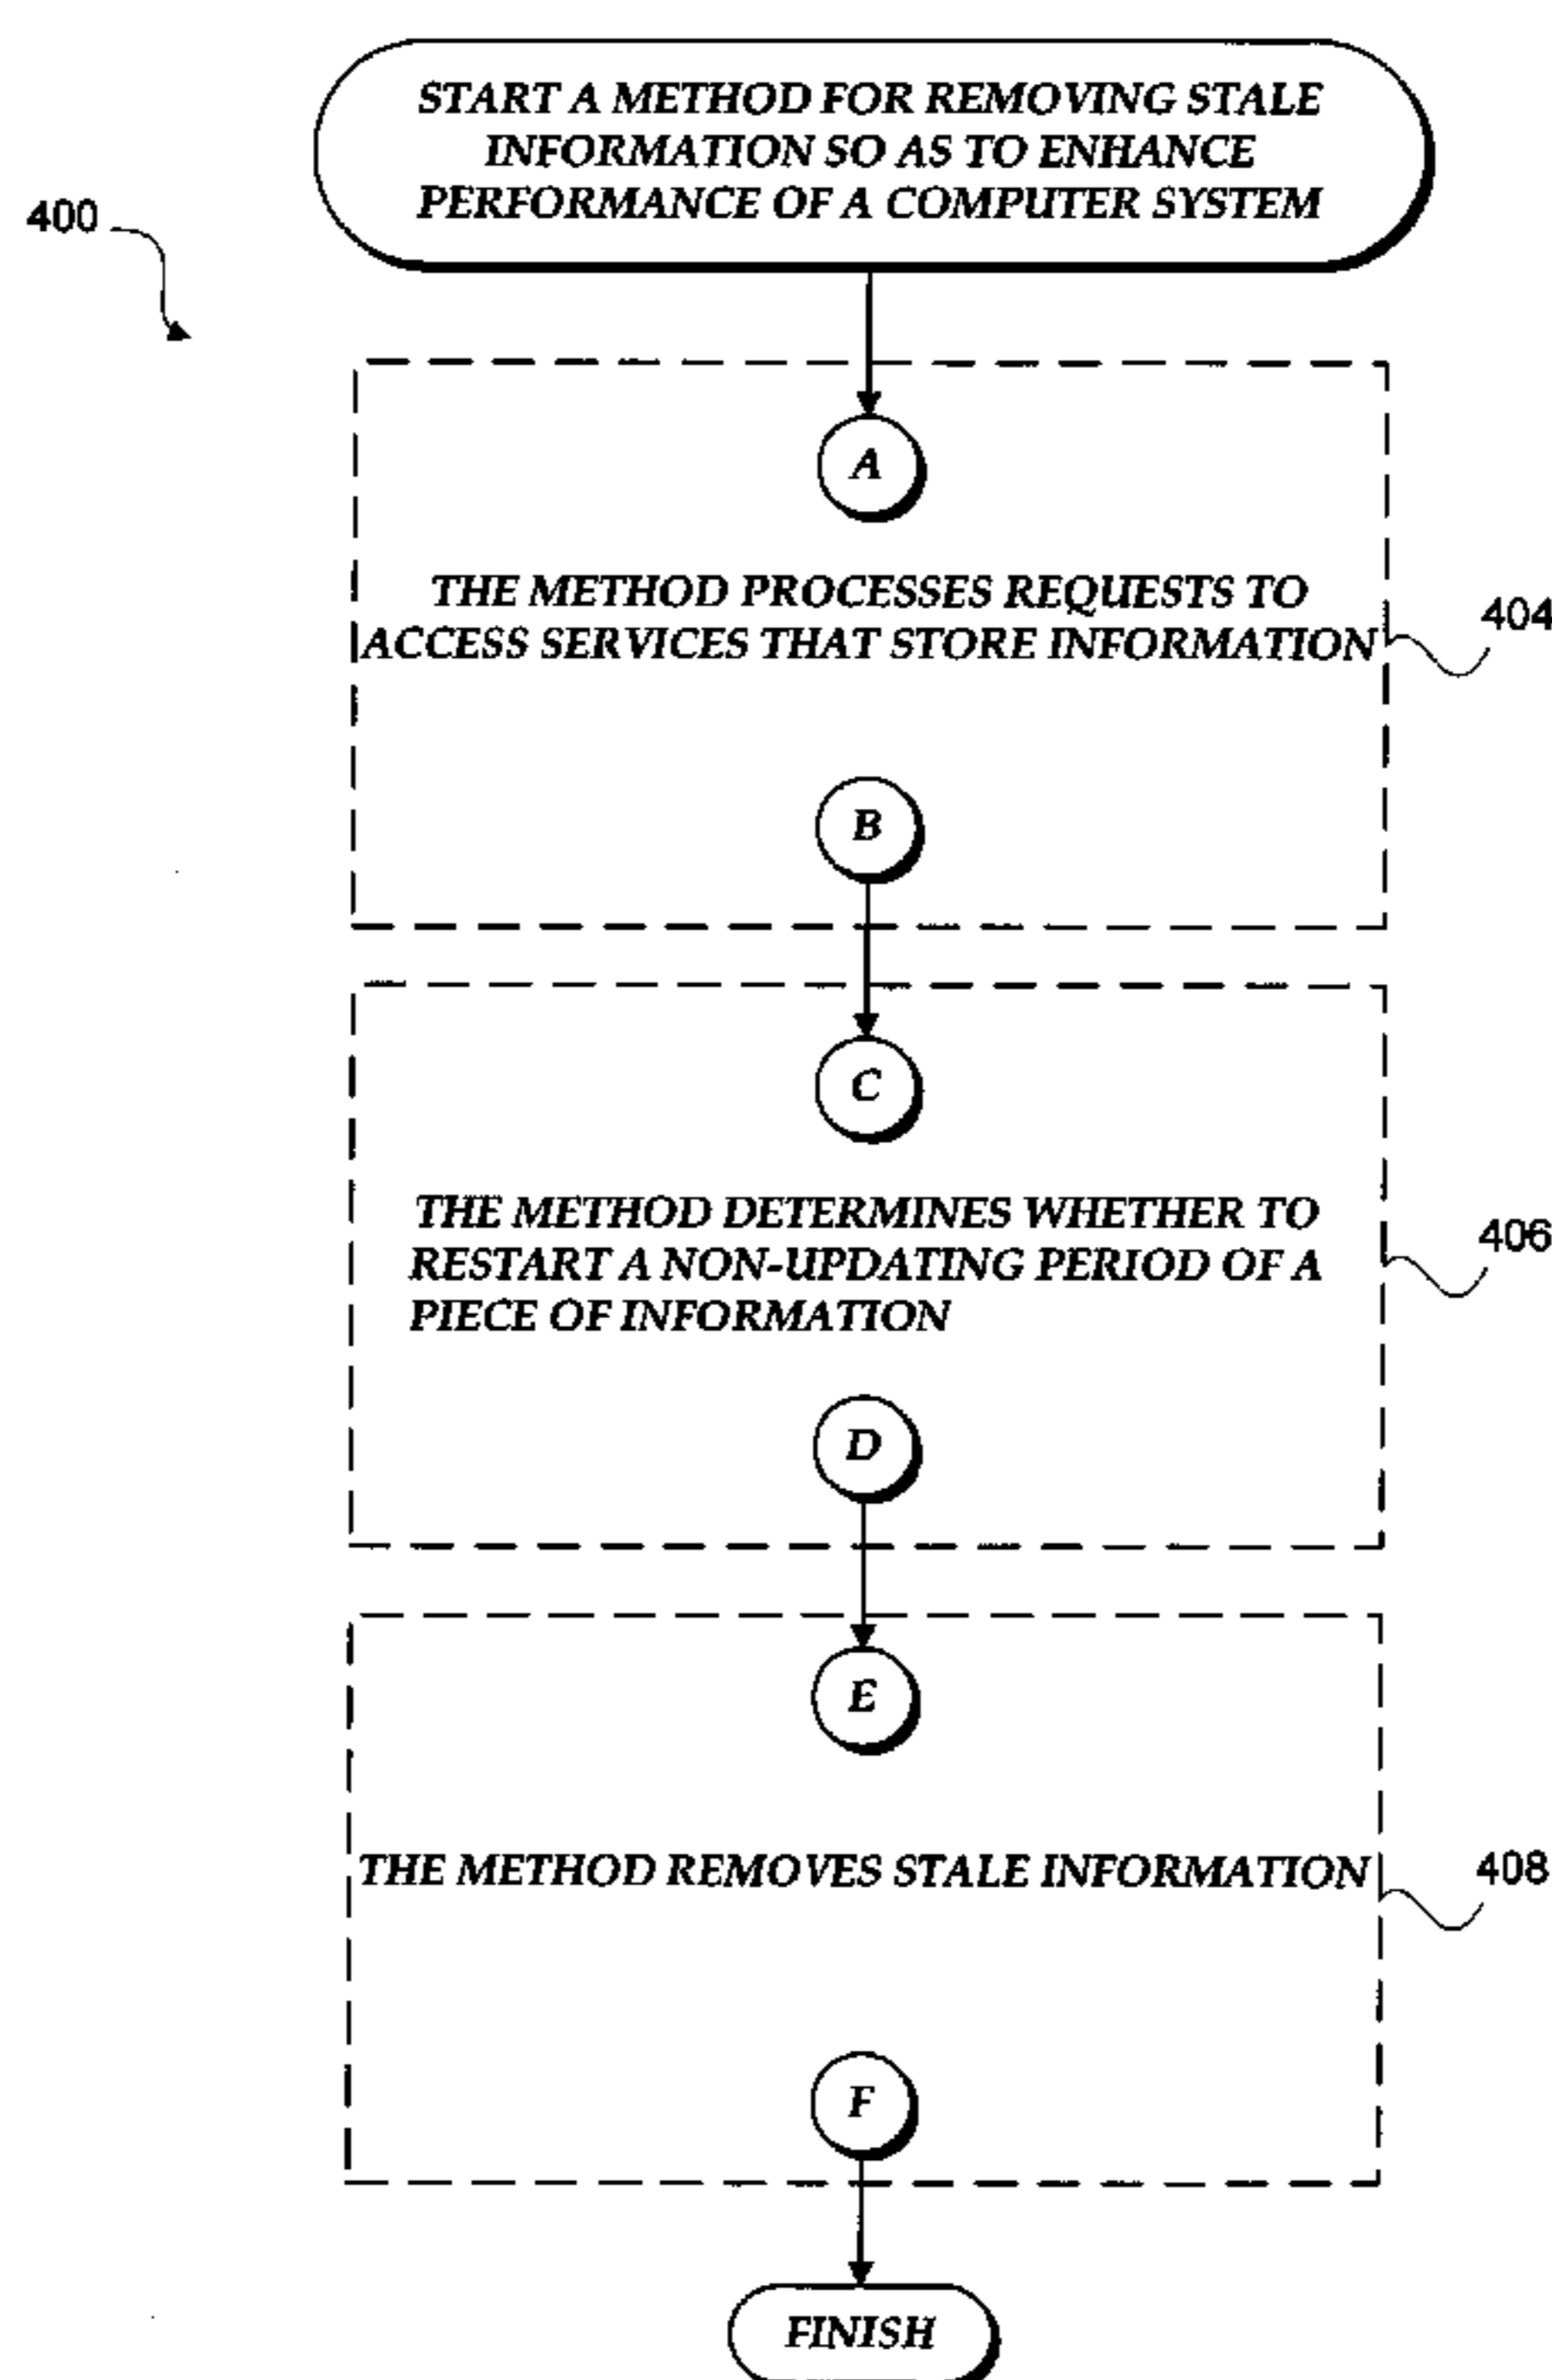 START A METHOD FOR REMOVING STALE
INFORMATION SO AS TO ENHANCE
PERFORMANCE OF A COMPUTER SYSTEM
400
A
THE METHOD PROCESSES REQUESTS TO
ACCESS SERVICES THAT STORE INFORMATION
404
B
C
THE METHOD DETERMINES WHETHER TO
RESTART A NON-UPDATING PERIOD OF A
PIECE OF INFORMATION
406
D
E
THE METHOD REMOVES STALE INFORMATION
408
F
FINISH